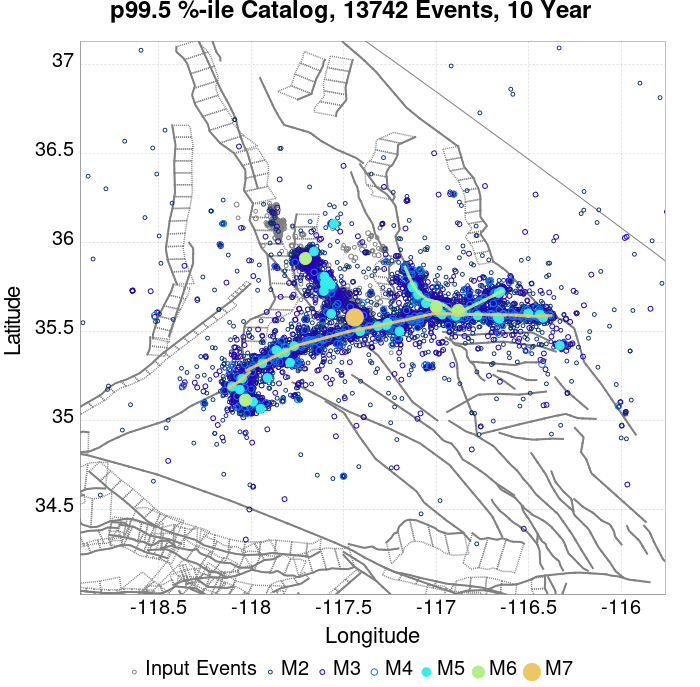 p99.5 %-ile Catalog, 13742 Events, 10 Year
37
36.5
36
35.5
35
34.5
Latitude
-118.5 -118 -117.5 -117 -116.5 -116
Longitude
Input Events M2 M3 M4 M5 M6 M7